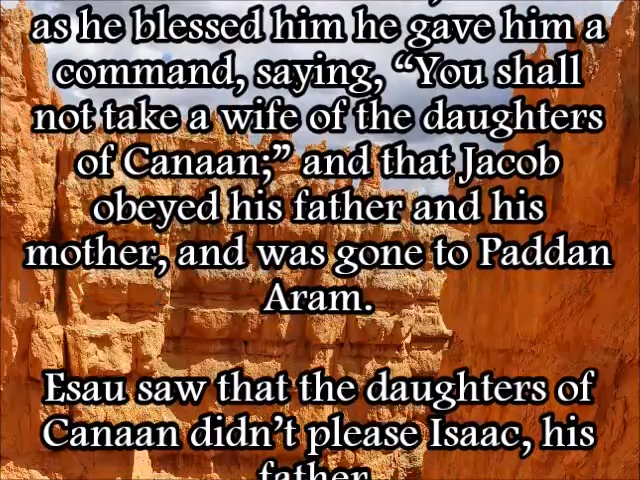 as he blessed him he gave him a
command, saying, “You shall
not take a wife of the daughters
of Canaan;” and that Jacob
obeyed his father and his
mother, and was gone to Paddan
Aram.
Esau saw that the daughters of
Canaan didn’t please Isaac, his
father.